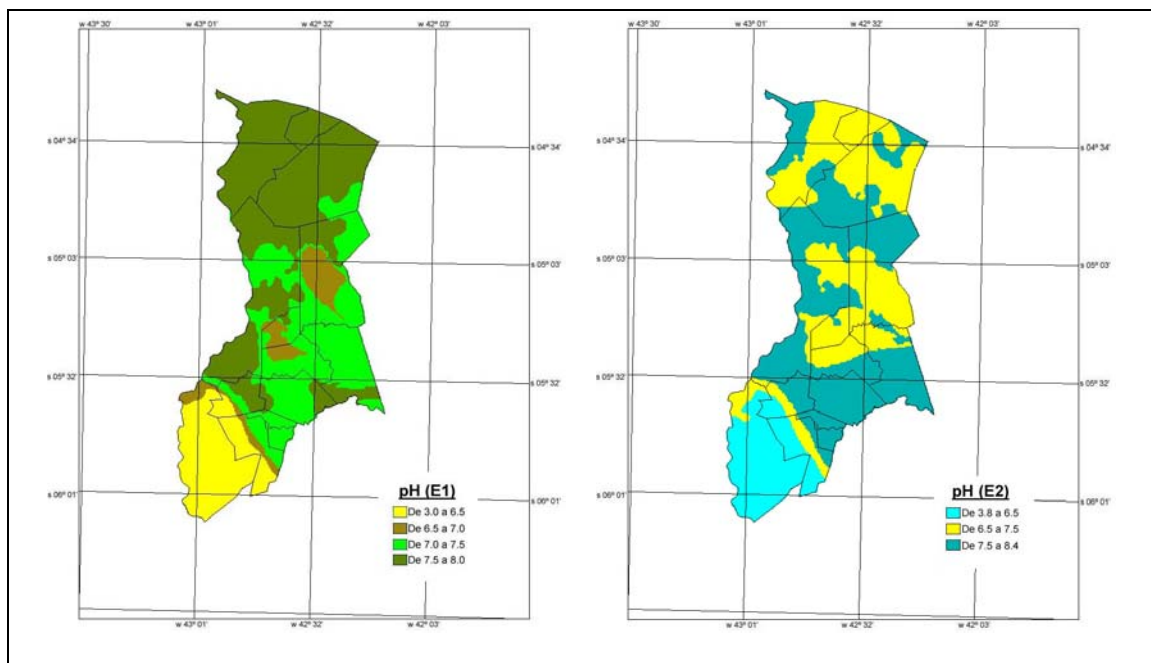 w 43º 30 w 43º 01' w 42º 32' w 42º 03'
s 04º 34' s 04º 34'
s 05º 03' s 05º 03'
s 05º 32' s 05º 32'
s 06º 01' s 06º 01'
w 43º 01' w 42º 32' w 42º 03'
pH (E1)
De 3.0 a 6.5
De 6.5 a 7.0
De 7.0 a 7.5
De 7.5 a 8.0
w 43º 30 w 43º 01' w 42º 32' w 42º 03'
s 04º 34' s 04º 34'
s 05º 03' s 05º 03'
s 05º 32' s 05º 32'
s 06º 01' s 06º 01'
w 43º 01' w 42º 32' w 42º 03'
pH (E2)
De 3.8 a 6.5
De 6.5 a 7.5
De 7.5 a 8.4